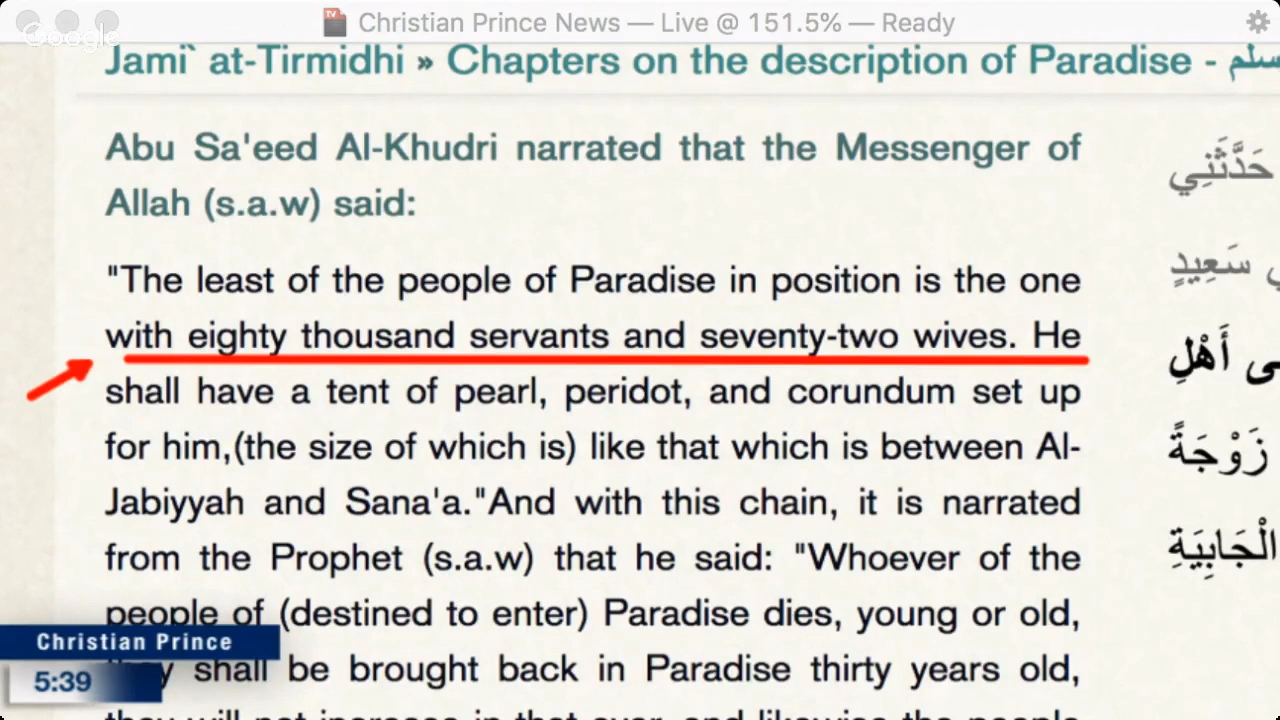 Christian Prince News — Live @ 151.5% — Ready
Google
Jami` at-Tirmidhi » Chapters on the description of Paradise -
Abu Sa'eed Al-Khudri narrated that the Messenger of حَدَّثَنِي
Allah (s.a.w) said:
"The least of the people of Paradise in position is the one سَعِيدٍ
with eighty thousand servants and seventy-two wives. He أَهْلِ
shall have a tent of pearl, peridot, and corundum set up
for him,(the size of which is) like that which is between Al- زَوْجَةً
Jabiyyah and Sana'a."And with this chain, it is narrated
from the Prophet (s.a.w) that he said: "Whoever of the الْجَابِيَةِ
people of (destined to enter) Paradise dies, young or old,
Christian Prince
shall be brought back in Paradise thirty years old,
5:39